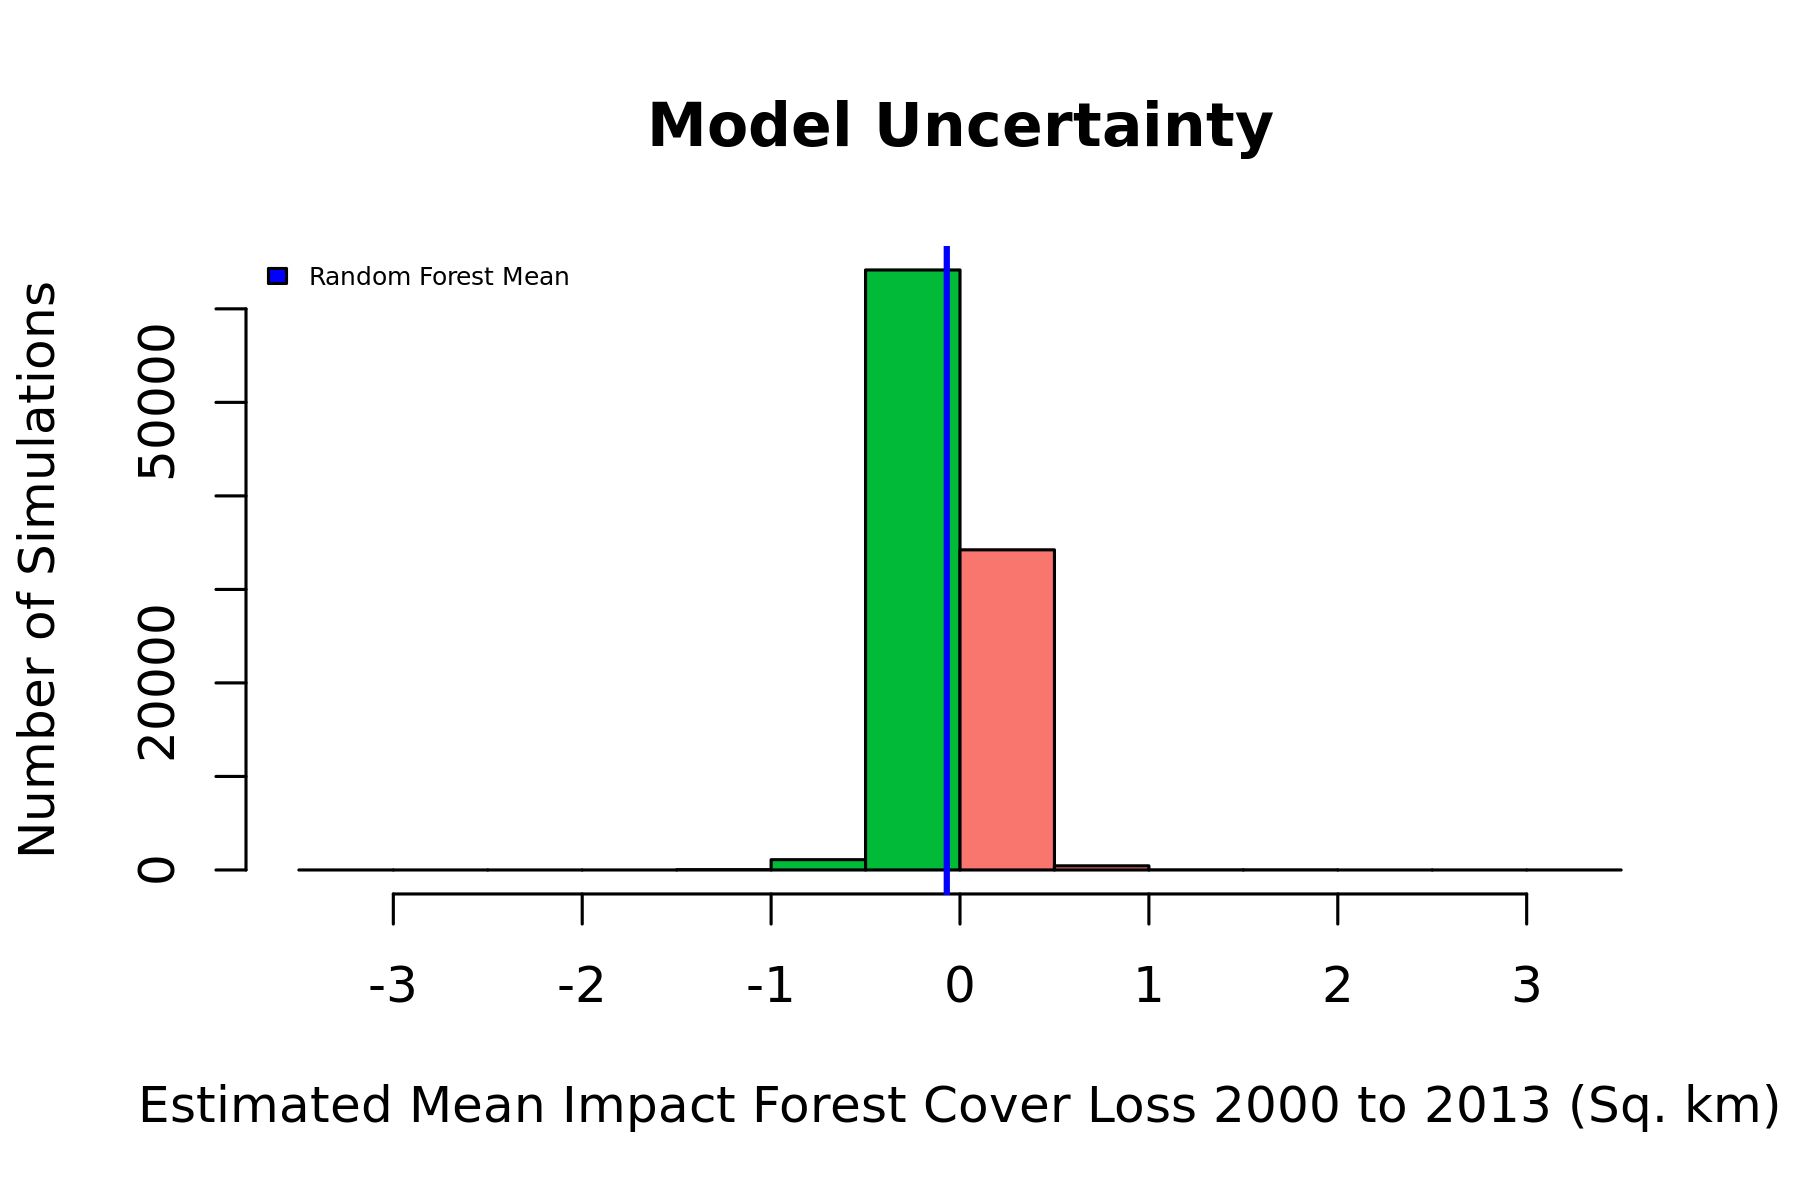 Model Uncertainty
Random Forest Mean
Number of Simulations
50000
20000
0
-3 -2 -1 0 1 2 3
Estimated Mean Impact Forest Cover Loss 2000 to 2013 (Sq. km)